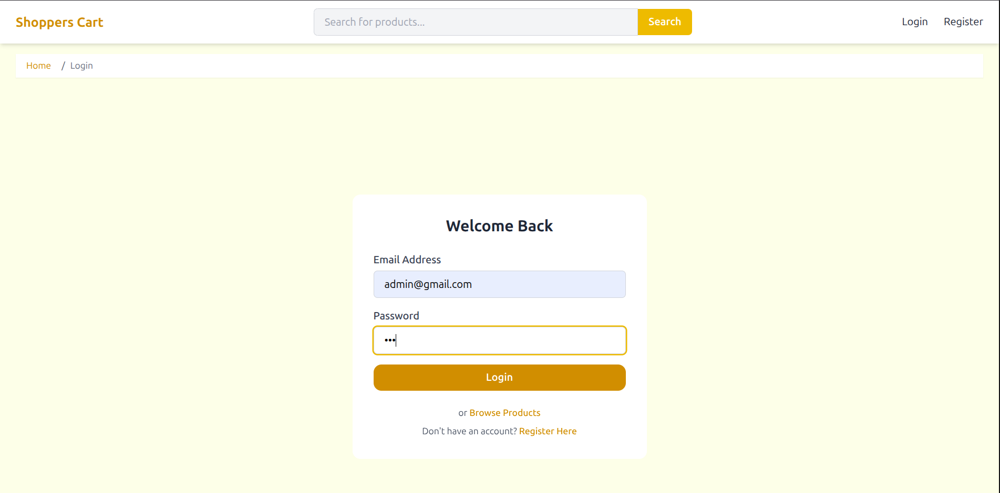 Shoppers Cart
Search for products...
Search
Login
Register
Home / Login
Welcome Back
Email Address
admin@gmail.com
Password
•••
Login
or Browse Products
Don't have an account? Register Here